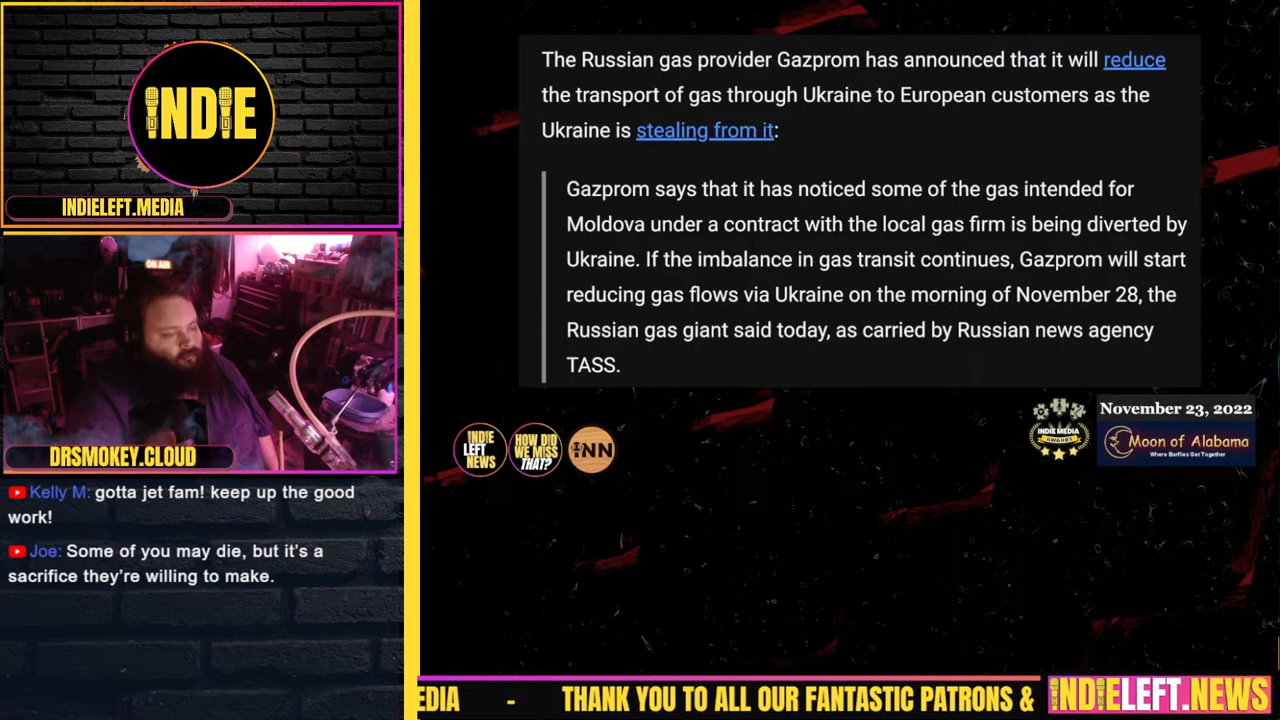 INDIE
INDIELEFT.MEDIA
ON AIR
DRSMOKEY.CLOUD
Kelly M: gotta jet fam! keep up the good
work!
Joe: Some of you may die, but it's a
sacrifice they're willing to make.
The Russian gas provider Gazprom has announced that it will reduce
the transport of gas through Ukraine to European customers as the
Ukraine is stealing from it:
Gazprom says that it has noticed some of the gas intended for
Moldova under a contract with the local gas firm is being diverted by
Ukraine. If the imbalance in gas transit continues, Gazprom will start
reducing gas flows via Ukraine on the morning of November 28, the
Russian gas giant said today, as carried by Russian news agency
TASS.
INDIE
LEFT
NEWS
HOW DID
WE MISS
THAT?
INN
INDIE MEDIA
AWARDS
November 23, 2022
Moon of Alabama
Where Barflies Get Together
EDIA - THANK YOU TO ALL OUR FANTASTIC PATRONS &
INDIELEFT.NEWS